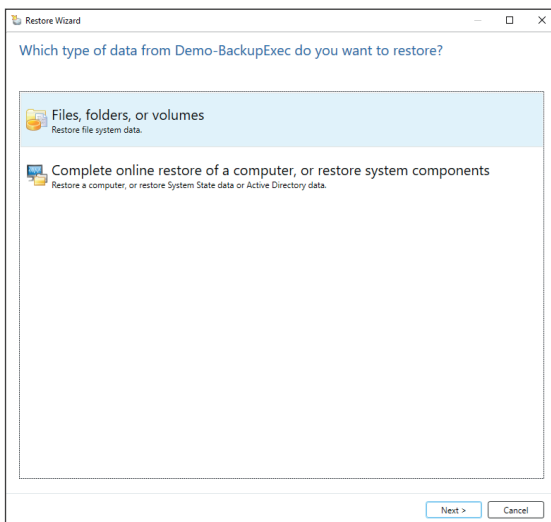 Restore Wizard
Which type of data from Demo-BackupExec do you want to restore?
Files, folders, or volumes
Restore file system data.
Complete online restore of a computer, or restore system components
Restore a computer, or restore System State data or Active Directory data.
Next > Cancel